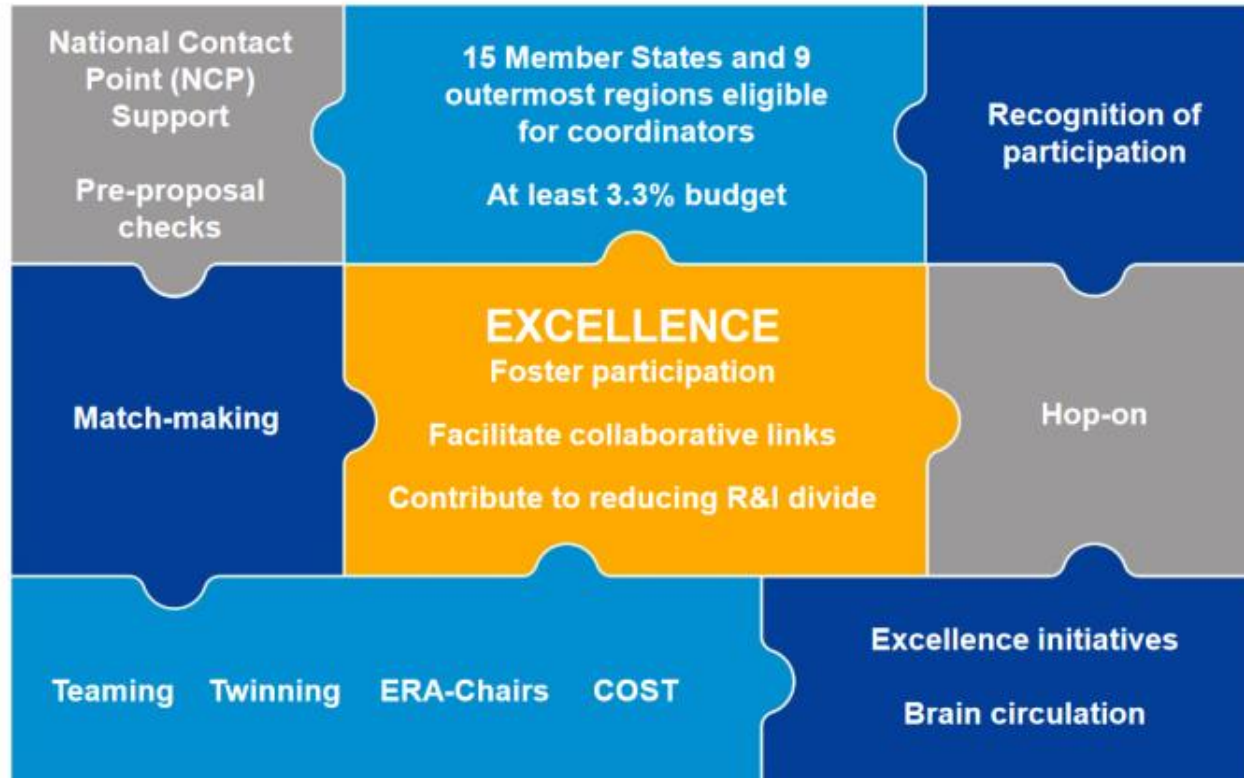 National Contact
Point (NCP)
Support
Pre-proposal
checks
15 Member States and 9
outermost regions eligible
for coordinators
At least 3.3% budget
Recognition of
participation
Match-making
EXCELLENCE
Foster participation
Facilitate collaborative links
Contribute to reducing R&I divide
Hop-on
Teaming Twinning ERA-Chairs COST
Excellence initiatives
Brain circulation